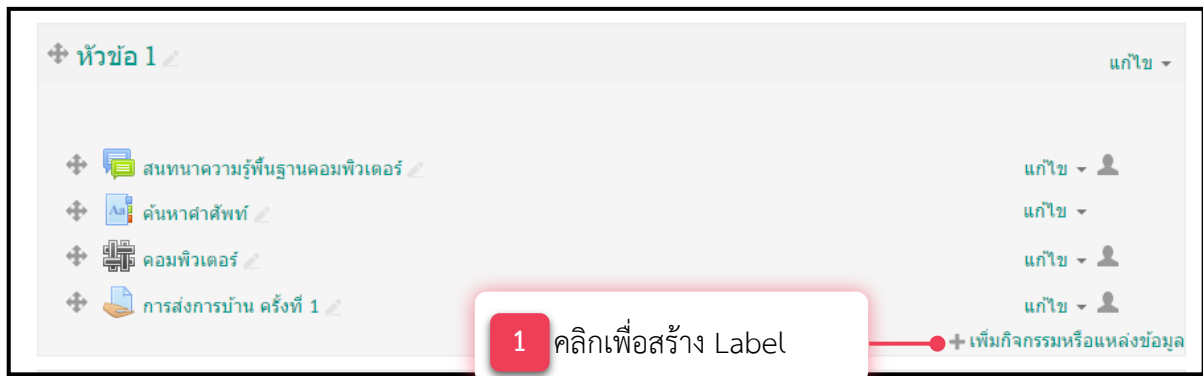 หัวข้อ 1
แก้ไข
สนทนาความรู้พื้นฐานคอมพิวเตอร์
แก้ไข
Aa
ค้นหาคำศัพท์
แก้ไข
คอมพิวเตอร์
แก้ไข
การส่งการบ้าน ครั้งที่ 1
แก้ไข
1 คลิกเพื่อสร้าง Label
เพิ่มกิจกรรมหรือแหล่งข้อมูล